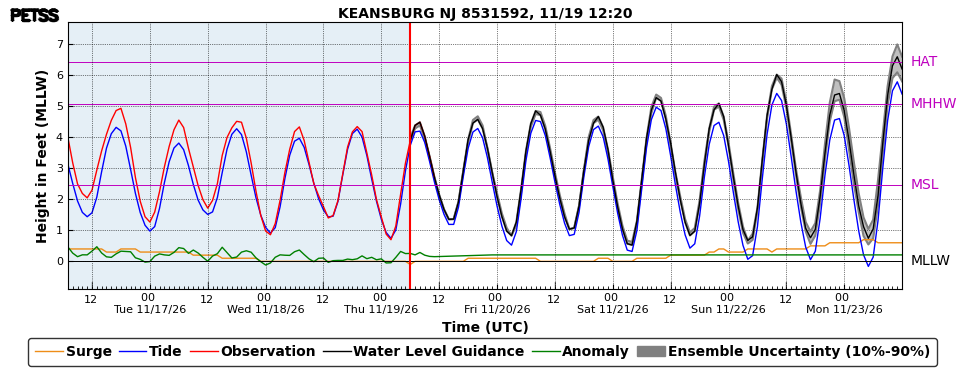 PETSS
KEANSBURG NJ 8531592, 11/19 12:20
Height in Feet (MLLW)
7
6
5
4
3
2
1
0
HAT
MHHW
MSL
MLLW
12 00 12 00 12 00 12 00 12 00 12 00 12 00
Tue 11/17/26 Wed 11/18/26 Thu 11/19/26 Fri 11/20/26 Sat 11/21/26 Sun 11/22/26 Mon 11/23/26
Time (UTC)
Surge Tide Observation Water Level Guidance Anomaly Ensemble Uncertainty (10%-90%)